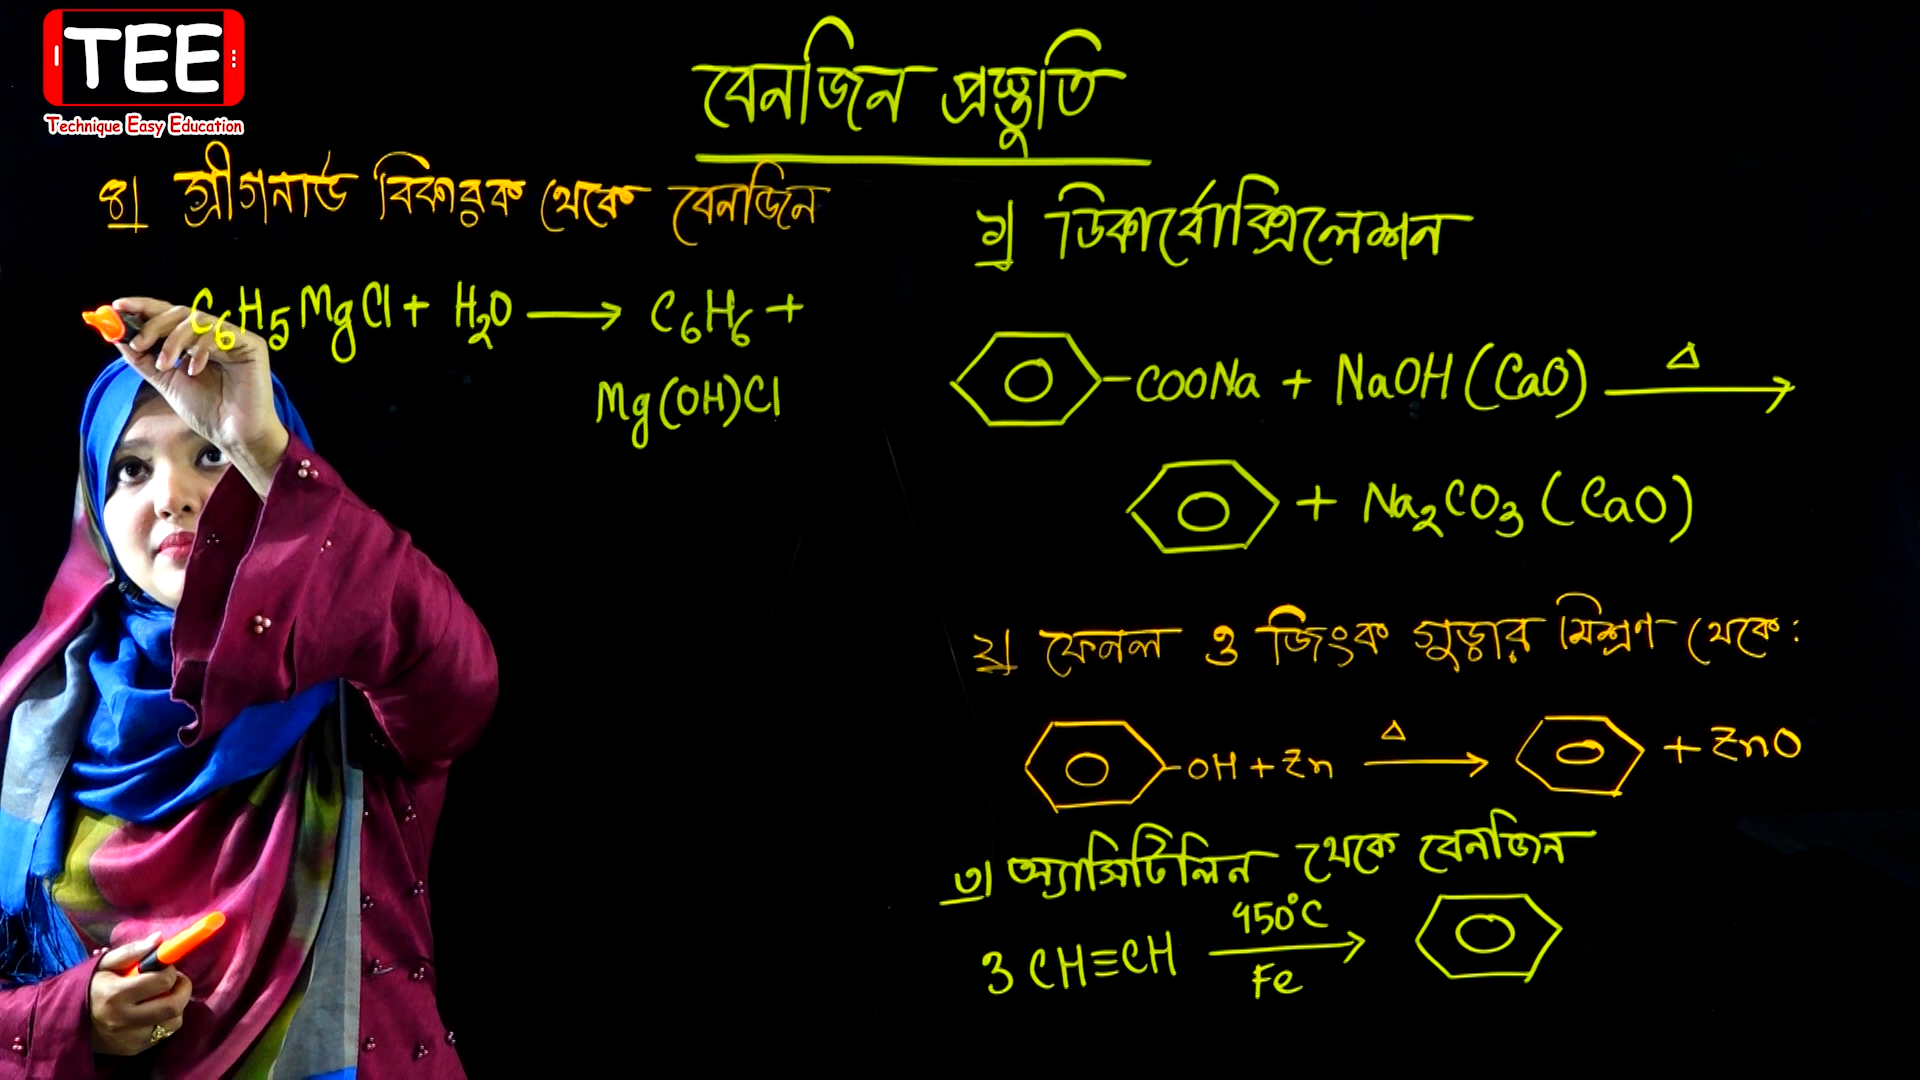 TEE
Technique Easy Education
বেনজিন প্রস্তুতি
৪। গ্রীগনার্ড বিকারক থেকে বেনজিন
C₆H₅MgCl + H₂O ⟶ C₆H₆ +
Mg(OH)Cl
১) ডিকার্বোক্সিলেশন
-COONa + NaOH (CaO) Δ ⟶
+ Na₂CO₃ (CaO)
২) ফেনল ও জিংক গুড়ার মিশ্রণ থেকে:
-OH + Zn Δ ⟶ + ZnO
৩। অ্যাসিটিলিন থেকে বেনজিন
3 CH≡CH 450°C ⟶ Fe